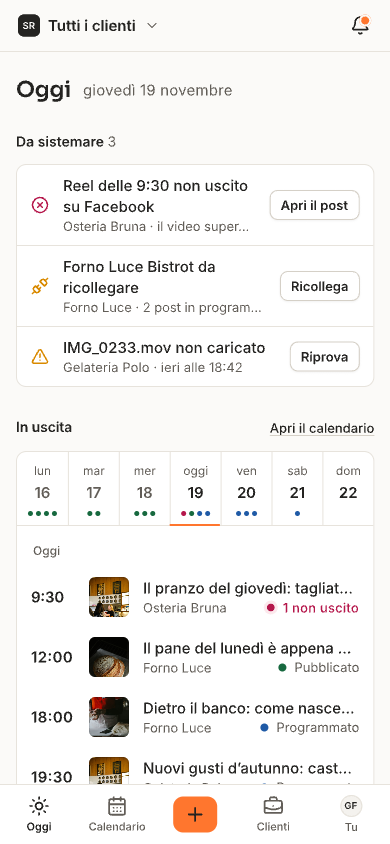 SR Tutti i clienti
Oggi giovedì 19 novembre
Da sistemare 3
Reel delle 9:30 non uscito
su Facebook
Osteria Bruna · il video super…
Apri il post
Forno Luce Bistrot da
ricollegare
Forno Luce · 2 post in program…
Ricollega
IMG_0233.mov non caricato
Gelateria Polo · ieri alle 18:42
Riprova
In uscita
Apri il calendario
lun mar mer oggi ven sab dom
16 17 18 19 20 21 22
Oggi
9:30
Il pranzo del giovedì: tagliat…
Osteria Bruna
1 non uscito
12:00
Il pane del lunedì è appena …
Forno Luce
Pubblicato
18:00
Dietro il banco: come nasce…
Forno Luce
Programmato
19:30
Nuovi gusti d'autunno: cast…
Oggi
Calendario
Clienti
GF
Tu